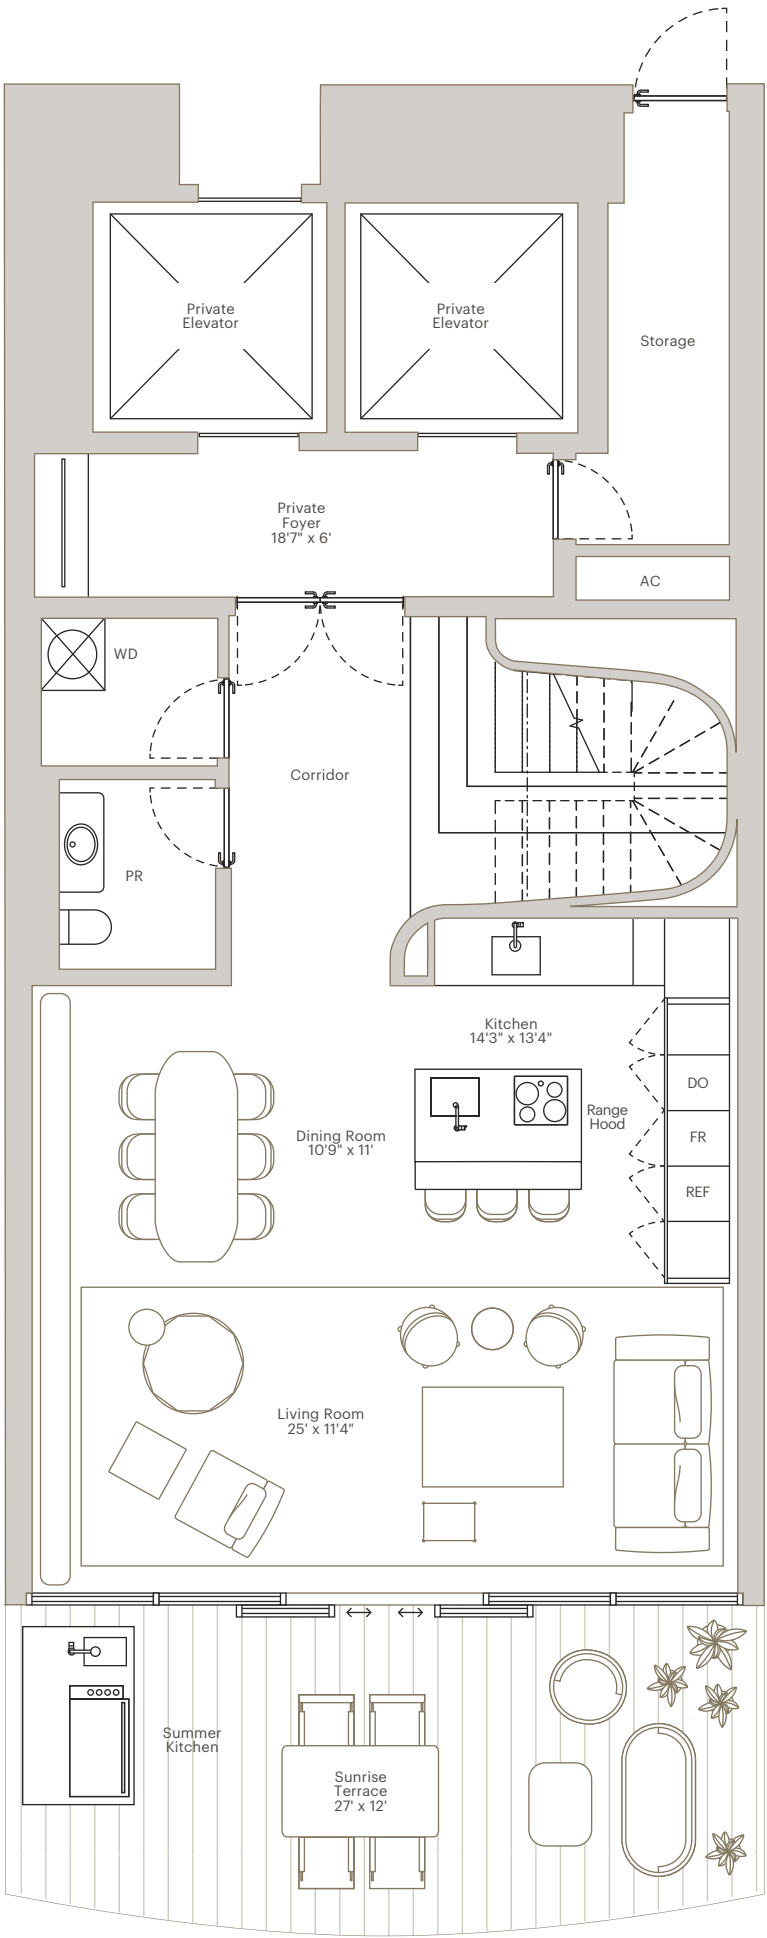 Private
Elevator
Private
Elevator
Storage
Private
Foyer
18'7" x 6'
AC
WD
Corridor
PR
Kitchen
14'3" x 13'4"
DO
Range
Hood
Dining Room
10'9" x 11'
FR
REF
Living Room
25' x 11'4"
Summer
Kitchen
Sunrise
Terrace
27' x 12'